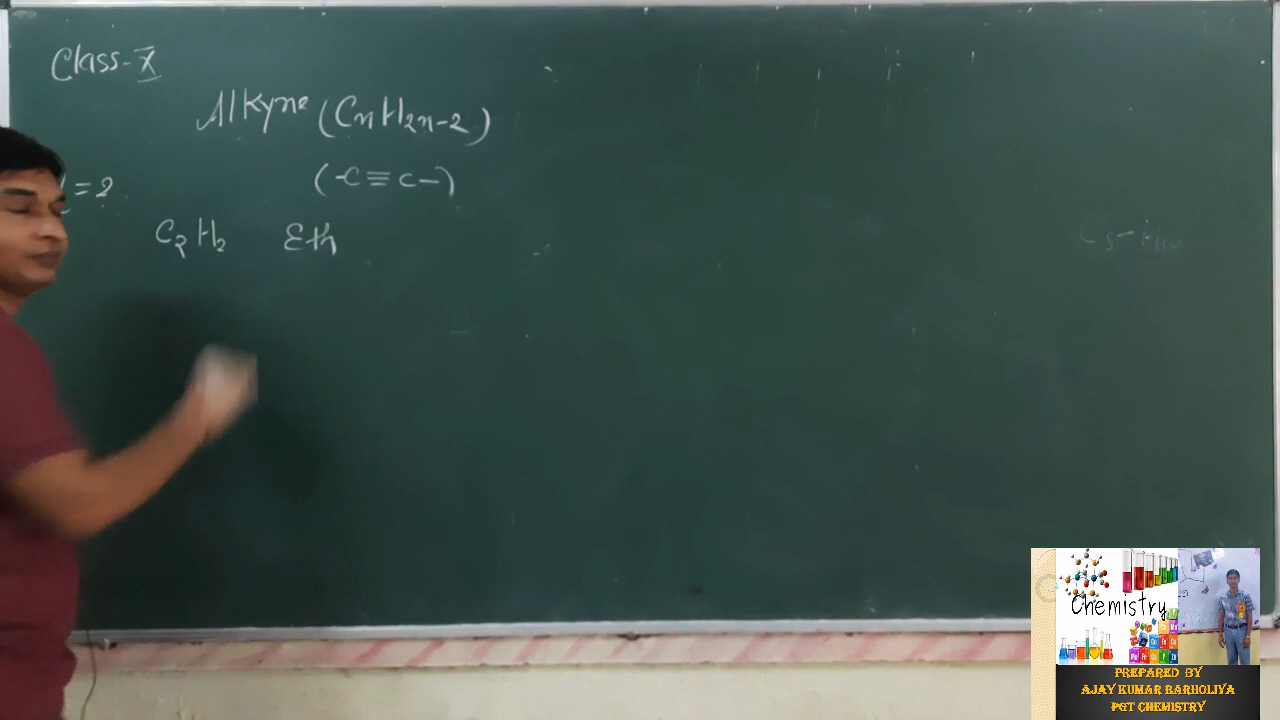 Class-X
Alkyne (CnH2n-2)
(-C≡C-)
=2
C2H2 Eth
Chemistry
PREPARED BY
AJAY KUMAR BARHOLIYA
PGT CHEMISTRY